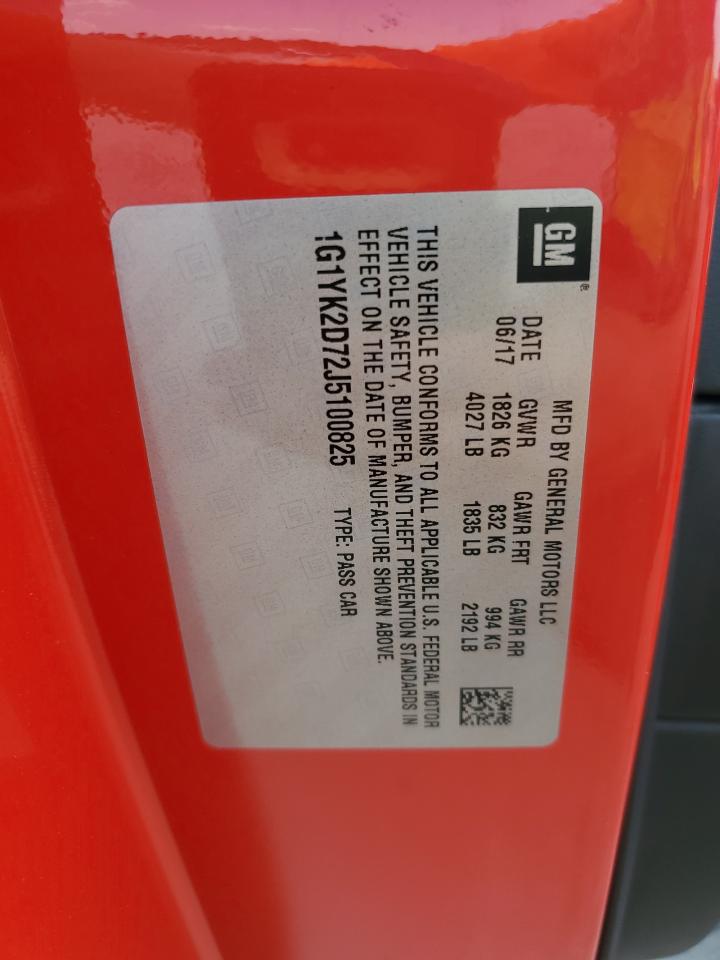 GM®
MFD BY GENERAL MOTORS LLC
DATE GVWR GAWR FRT GAWR RR
06/17 1826 KG 832 KG 994 KG
4027 LB 1835 LB 2192 LB
THIS VEHICLE CONFORMS TO ALL APPLICABLE U.S. FEDERAL MOTOR
VEHICLE SAFETY, BUMPER, AND THEFT PREVENTION STANDARDS IN
EFFECT ON THE DATE OF MANUFACTURE SHOWN ABOVE.
1G1YK2D72J5100825 TYPE: PASS CAR